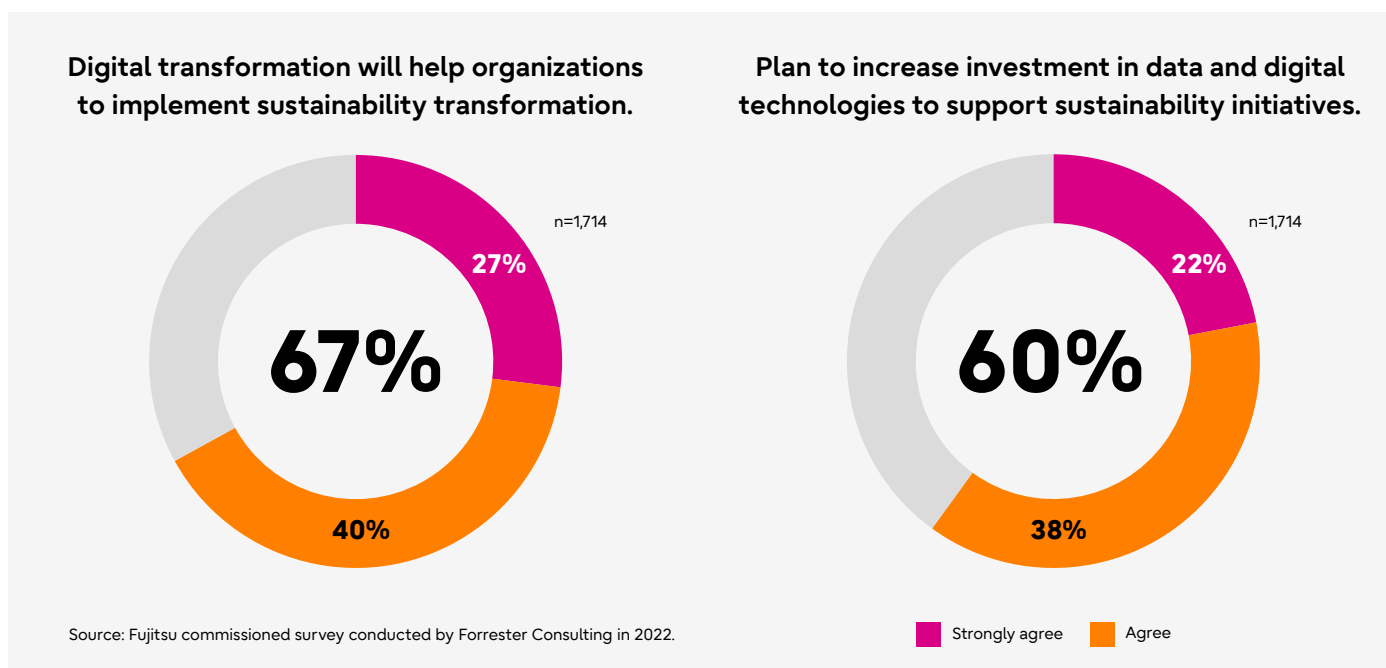 Digital transformation will help organizations
to implement sustainability transformation.
n=1,714
27%
67%
40%
Plan to increase investment in data and digital
technologies to support sustainability initiatives.
n=1,714
22%
60%
38%
Source: Fujitsu commissioned survey conducted by Forrester Consulting in 2022.
Strongly agree
Agree